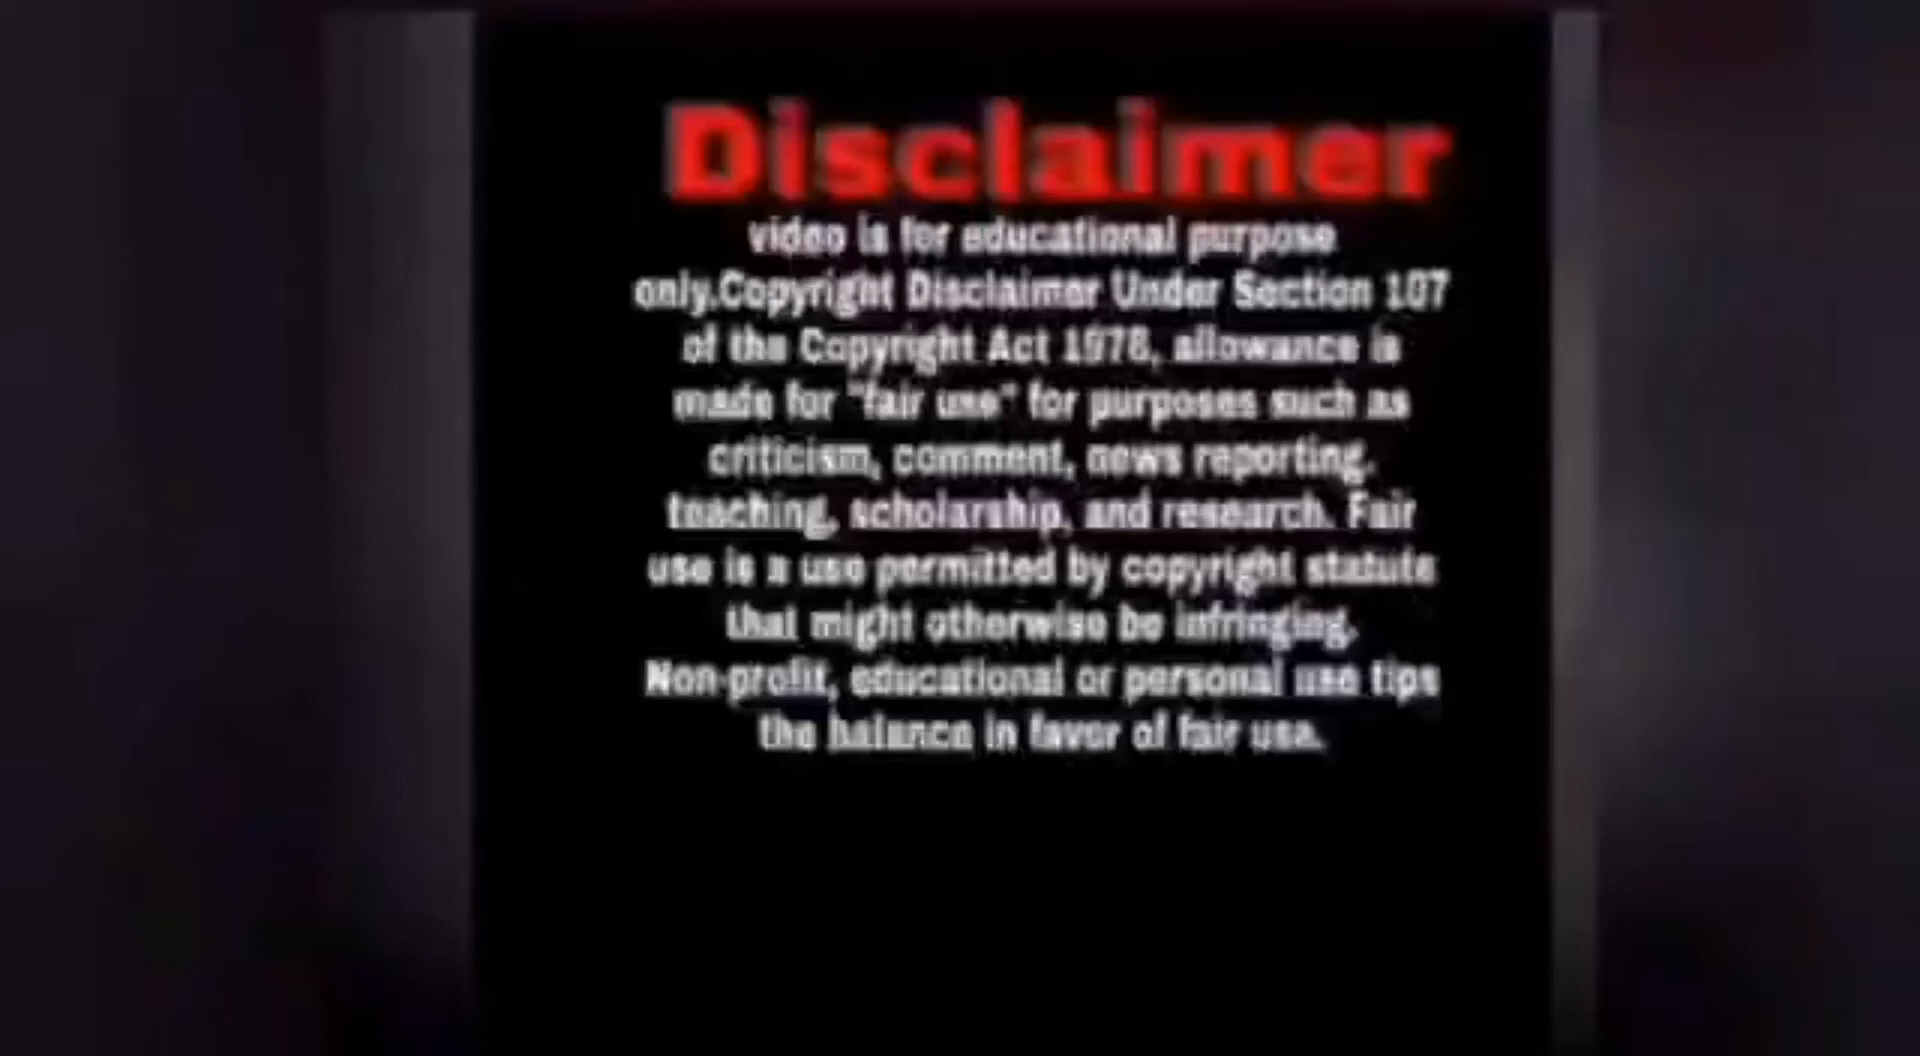 Disclaimer
video is for educational purpose
only.Copyright Disclaimer Under Section 107
of the Copyright Act 1976, allowance is
made for "fair use" for purposes such as
criticism, comment, news reporting,
teaching, scholarship, and research. Fair
use is a use permitted by copyright statute
that might otherwise be infringing.
Non-profit, educational or personal use tips
the balance in favor of fair use.